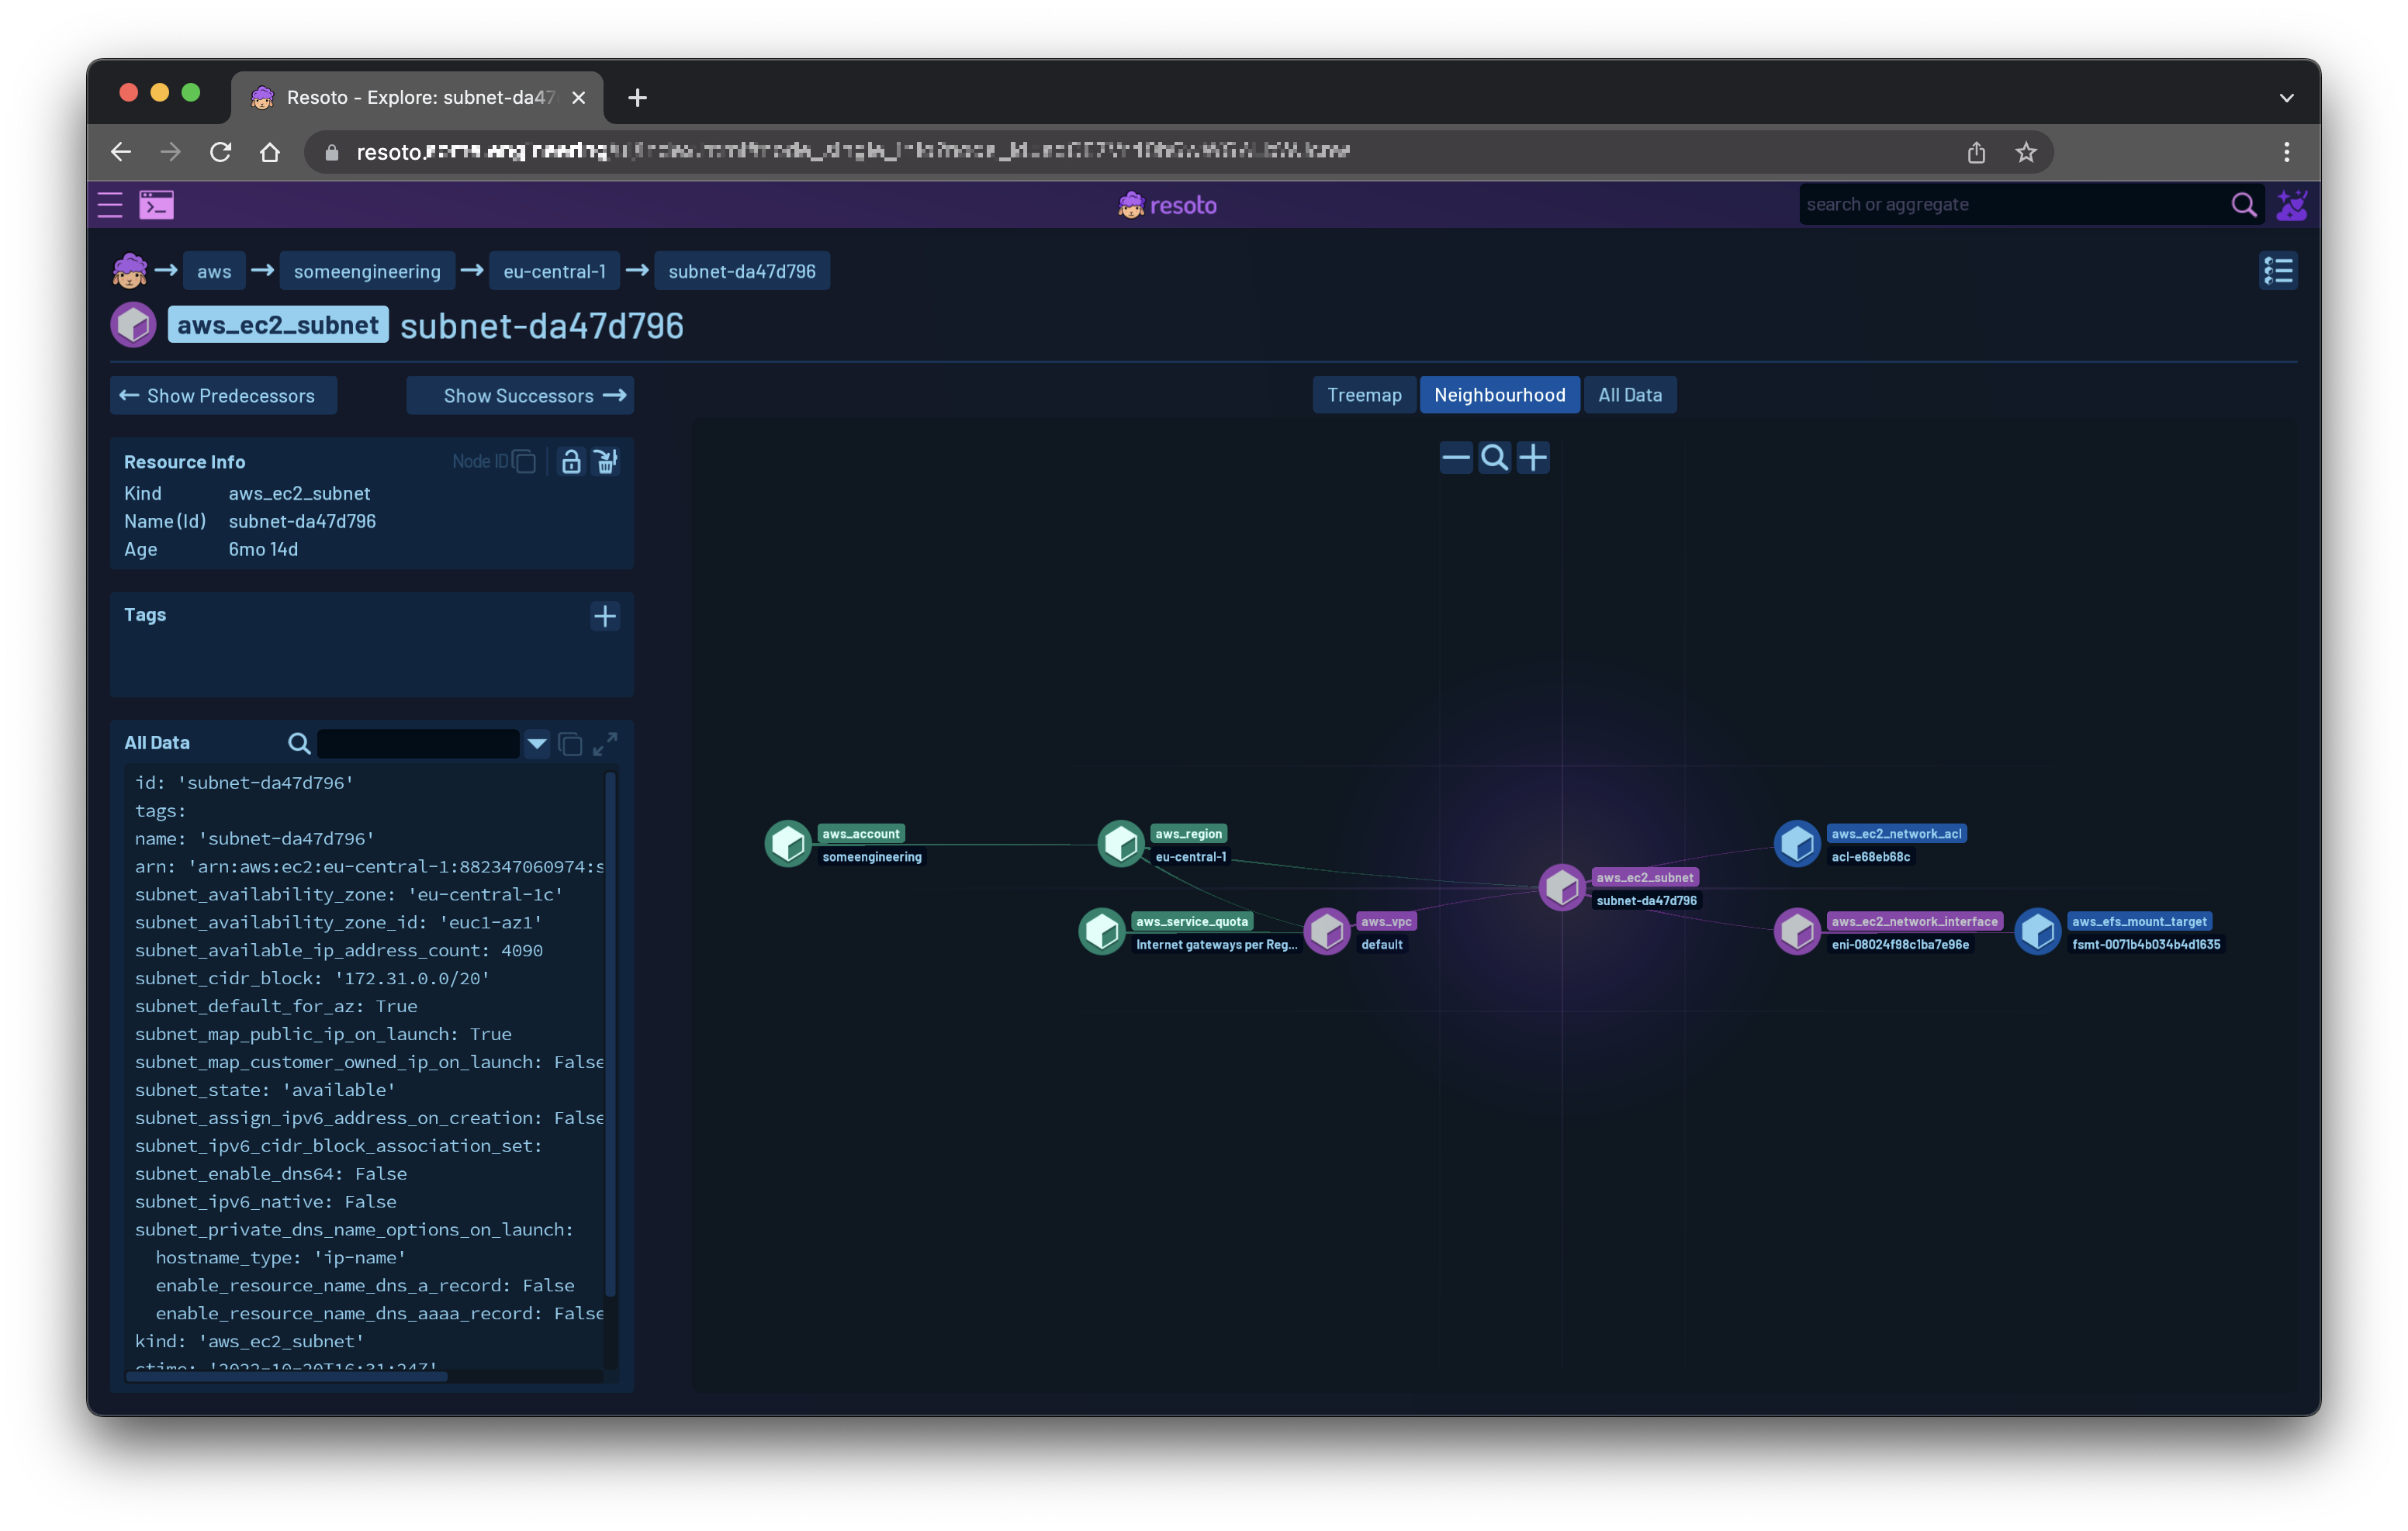 Resoto - Explore: subnet-da47
resoto.
resoto
search or aggregate
aws
someengineering
eu-central-1
subnet-da47d796
aws_ec2_subnet subnet-da47d796
Show Predecessors
Show Successors
Treemap
Neighbourhood
All Data
Resource Info
Node ID
Kind aws_ec2_subnet
Name (Id) subnet-da47d796
Age 6mo 14d
Tags
All Data
id: 'subnet-da47d796'
tags:
name: 'subnet-da47d796'
arn: 'arn:aws:ec2:eu-central-1:882347060974:s
subnet_availability_zone: 'eu-central-1c'
subnet_availability_zone_id: 'euc1-az1'
subnet_available_ip_address_count: 4090
subnet_cidr_block: '172.31.0.0/20'
subnet_default_for_az: True
subnet_map_public_ip_on_launch: True
subnet_map_customer_owned_ip_on_launch: False
subnet_state: 'available'
subnet_assign_ipv6_address_on_creation: False
subnet_ipv6_cidr_block_association_set:
subnet_enable_dns64: False
subnet_ipv6_native: False
subnet_private_dns_name_options_on_launch:
hostname_type: 'ip-name'
enable_resource_name_dns_a_record: False
enable_resource_name_dns_aaaa_record: False
kind: 'aws_ec2_subnet'
ctime: '2022-10-20T16:31:24Z'
aws_account
someengineering
aws_region
eu-central-1
aws_service_quota
Internet gateways per Reg...
aws_vpc
default
aws_ec2_subnet
subnet-da47d796
aws_ec2_network_acl
acl-e68eb68c
aws_ec2_network_interface
eni-08024f98c1ba7e96e
aws_efs_mount_target
fsmt-0071b4b034b4d1635